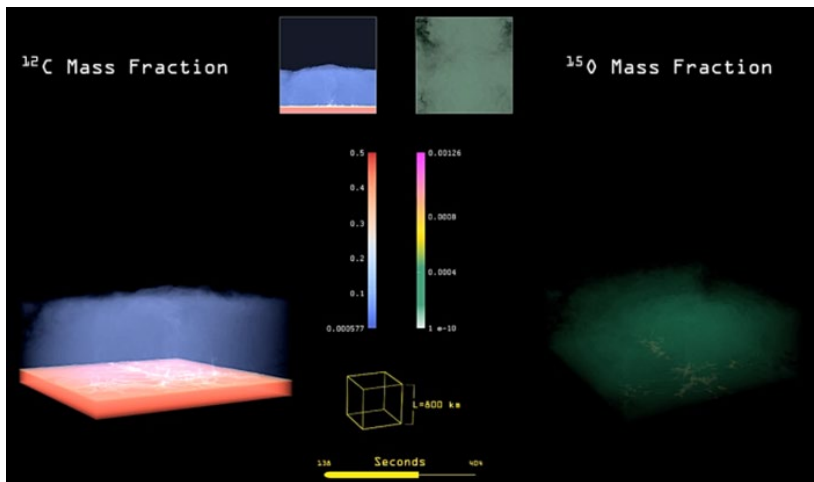 ¹²C Mass Fraction
¹⁵O Mass Fraction
0.5
0.4
0.3
0.2
0.1
0.000577
0.00126
0.0008
0.0004
1 e-10
L=800 km
138 Seconds 404